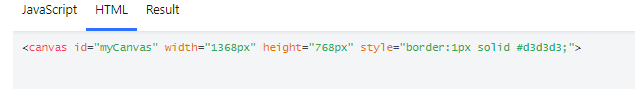 JavaScript HTML Result
<canvas id="myCanvas" width="1368px" height="768px" style="border:1px solid #d3d3d3;">